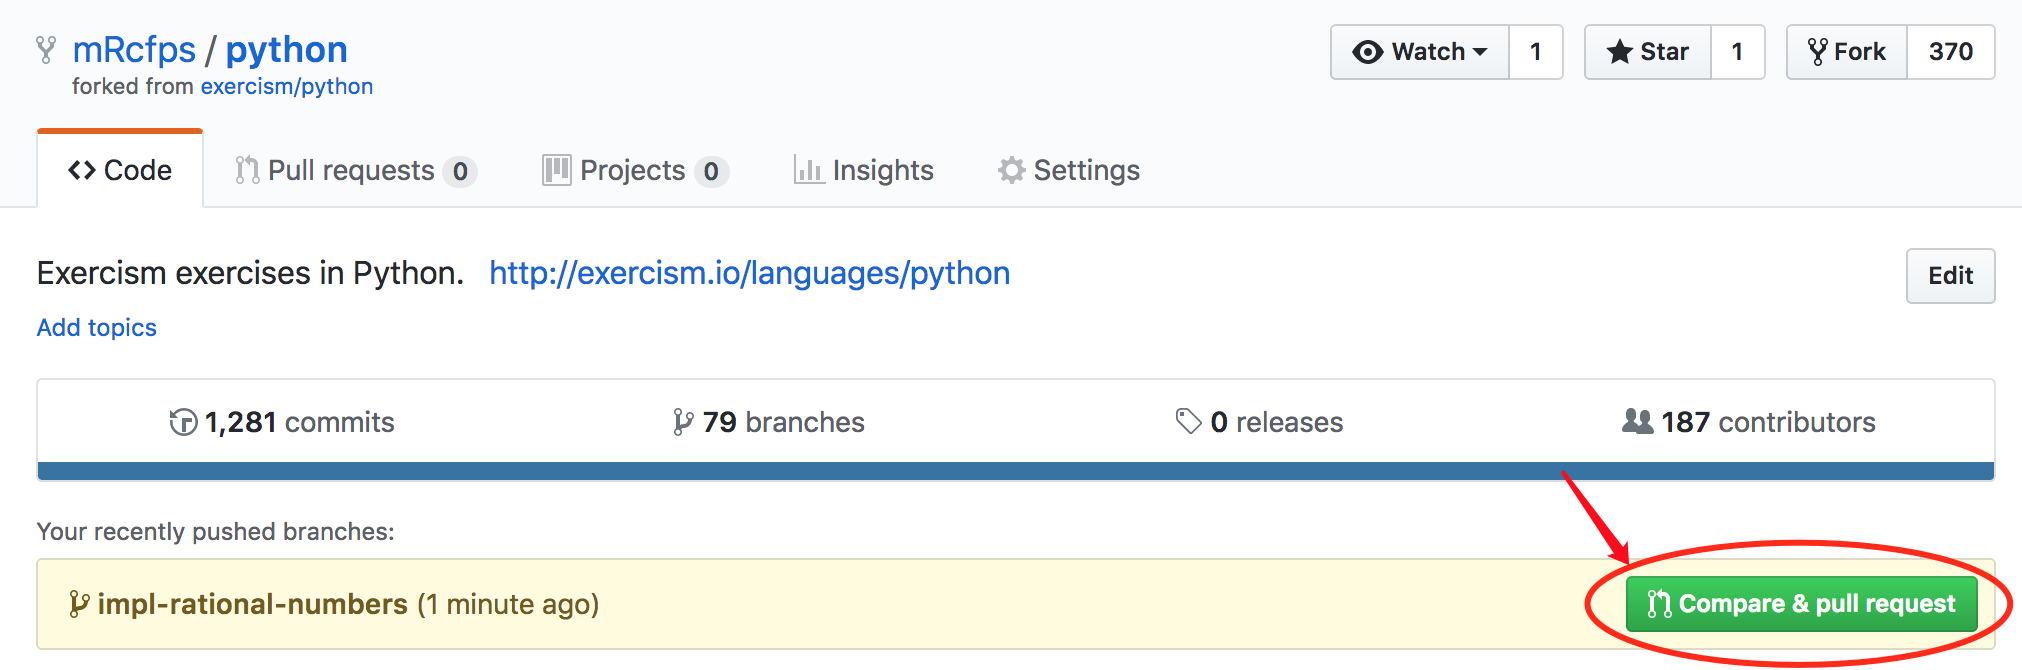 mRcfps / python
forked from exercism/python
Watch 1 Star 1 Fork 370
Code Pull requests 0 Projects 0 Insights Settings
Exercism exercises in Python. http://exercism.io/languages/python Edit
Add topics
1,281 commits 79 branches 0 releases 187 contributors
Your recently pushed branches:
impl-rational-numbers (1 minute ago) Compare & pull request